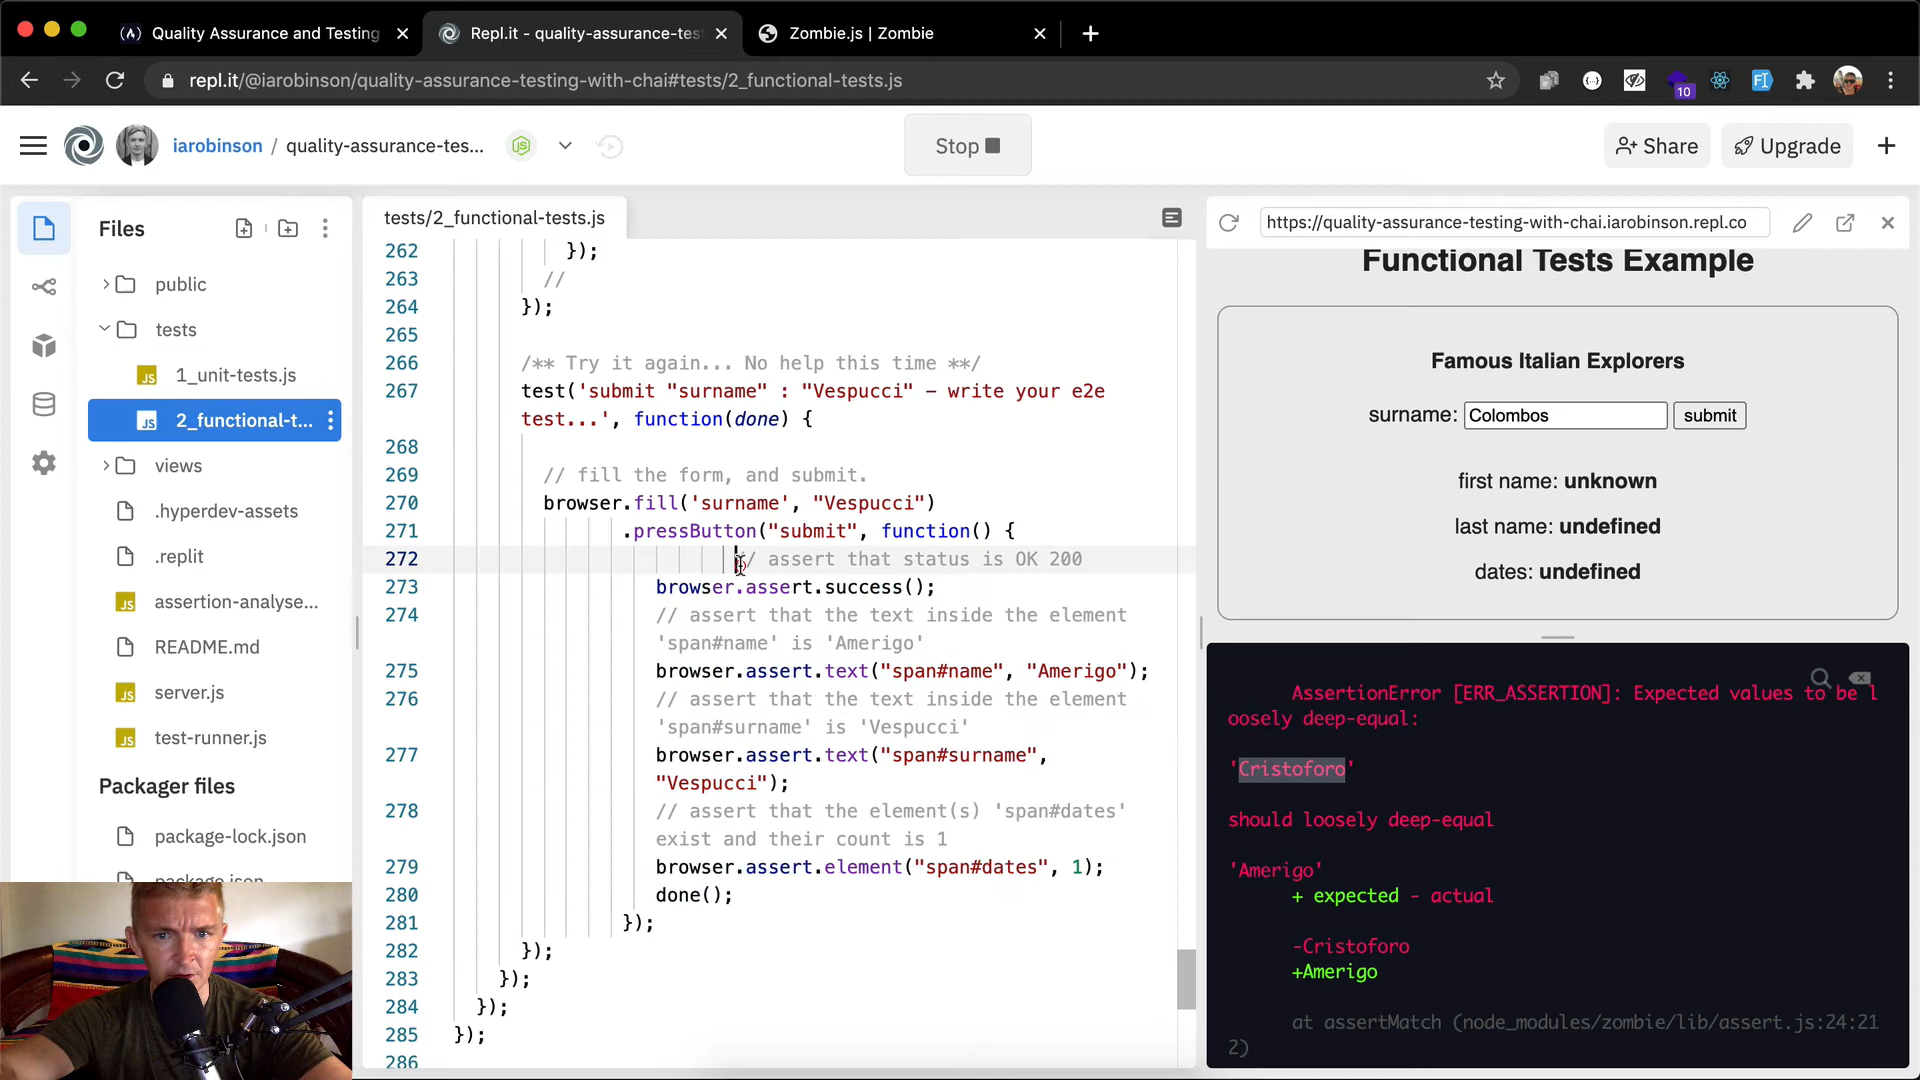 Quality Assurance and Testing
Repl.it - quality-assurance-tes
Zombie.js | Zombie
repl.it/@iarobinson/quality-assurance-testing-with-chai#tests/2_functional-tests.js
10
iarobinson / quality-assurance-tes...
Stop
Share
Upgrade
Files
public
tests
1_unit-tests.js
2_functional-t...
views
.hyperdev-assets
.replit
assertion-analyse...
README.md
server.js
test-runner.js
Packager files
package-lock.json
package.json
tests/2_functional-tests.js
262 });
263 //
264 });
265
266 /** Try it again... No help this time **/
267 test('submit "surname" : "Vespucci" - write your e2e
test...', function(done) {
268
269 // fill the form, and submit.
270 browser.fill('surname', "Vespucci")
271 .pressButton("submit", function() {
272 // assert that status is OK 200
273 browser.assert.success();
274 // assert that the text inside the element
'span#name' is 'Amerigo'
275 browser.assert.text("span#name", "Amerigo");
276 // assert that the text inside the element
'span#surname' is 'Vespucci'
277 browser.assert.text("span#surname",
"Vespucci");
278 // assert that the element(s) 'span#dates'
exist and their count is 1
279 browser.assert.element("span#dates", 1);
280 done();
281 });
282 });
283 });
284 });
285 });
286
https://quality-assurance-testing-with-chai.iarobinson.repl.co
Functional Tests Example
Famous Italian Explorers
surname: Colombos submit
first name: unknown
last name: undefined
dates: undefined
AssertionError [ERR_ASSERTION]: Expected values to be l
oosely deep-equal:
'Cristoforo'
should loosely deep-equal
'Amerigo'
+ expected - actual
-Cristoforo
+Amerigo
at assertMatch (node_modules/zombie/lib/assert.js:24:21
2)